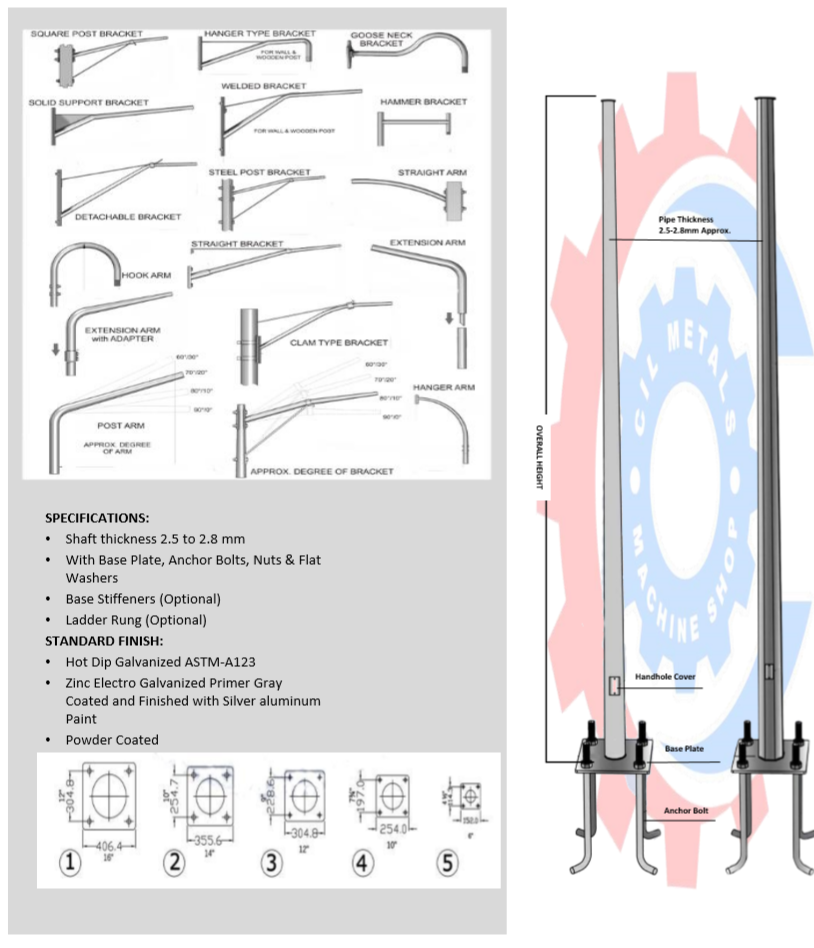 SQUARE POST BRACKET
HANGER TYPE BRACKET
FOR WALL &
WOODEN POST
GOOSE NECK
BRACKET
SOLID SUPPORT BRACKET
WELDED BRACKET
FOR WALL & WOODEN POST
HAMMER BRACKET
DETACHABLE BRACKET
STEEL POST BRACKET
STRAIGHT ARM
HOOK ARM
STRAIGHT BRACKET
EXTENSION ARM
EXTENSION ARM
with ADAPTER
CLAM TYPE BRACKET
60°/30°
70°/20°
80°/10°
90°/0°
POST ARM
APPROX. DEGREE
OF ARM
60°/30°
70°/20°
80°/10°
90°/0°
APPROX. DEGREE OF BRACKET
HANGER ARM
SPECIFICATIONS:
• Shaft thickness 2.5 to 2.8 mm
• With Base Plate, Anchor Bolts, Nuts & Flat
Washers
• Base Stiffeners (Optional)
• Ladder Rung (Optional)
STANDARD FINISH:
• Hot Dip Galvanized ASTM-A123
• Zinc Electro Galvanized Primer Gray
Coated and Finished with Silver aluminum
Paint
• Powder Coated
12"
304.8
406.4
16"
1
10"
254.7
355.6
14"
2
9"
228.6
304.8
12"
3
7¾"
197.0
254.0
10"
4
6"
5
OVERALL HEIGHT
Pipe Thickness
2.5-2.8mm Approx.
GIL METALS
MACHINE SHOP
Handhole Cover
Base Plate
Anchor Bolt